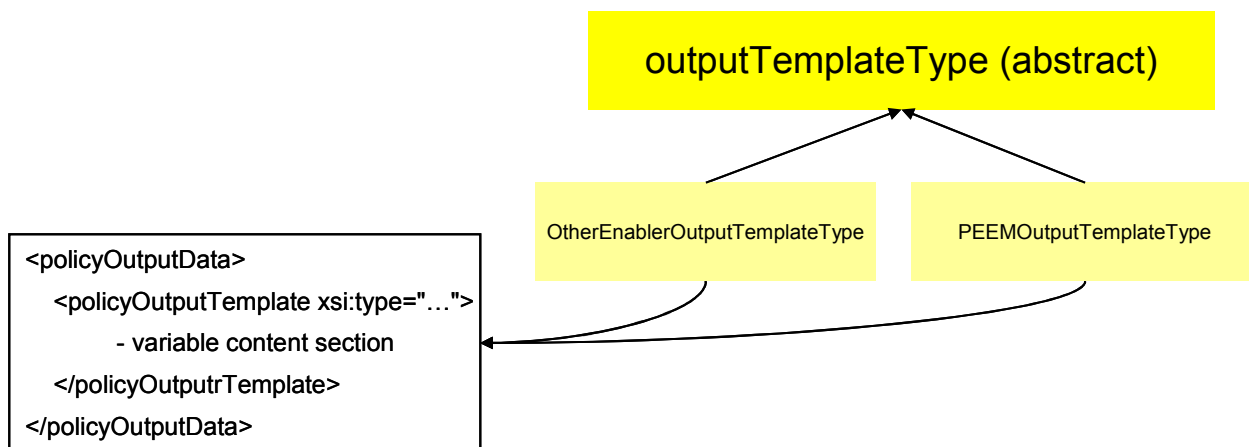 outputTemplateType (abstract)
OtherEnablerOutputTemplateType
PEEMOutputTemplateType
<policyOutputData>
<policyOutputTemplate xsi:type="…">
- variable content section
</policyOutputrTemplate>
</policyOutputData>